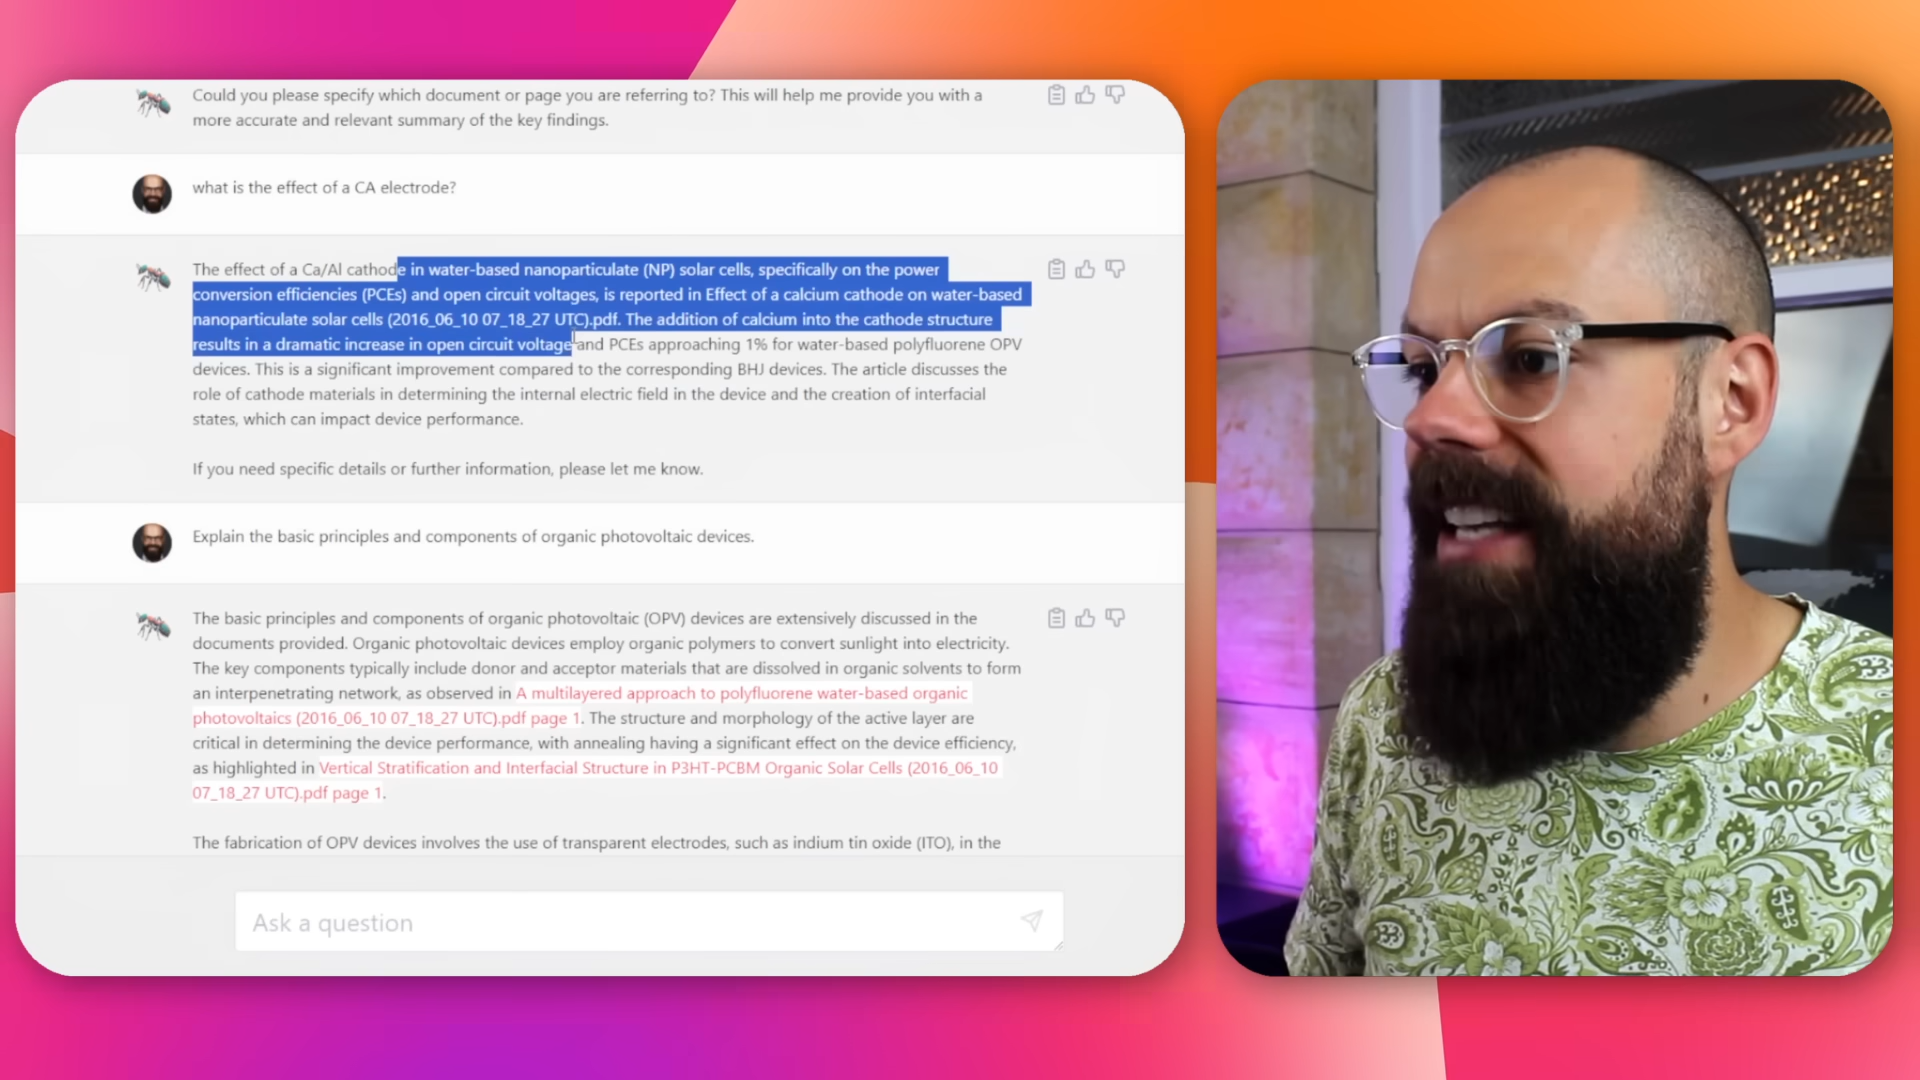 Could you please specify which document or page you are referring to? This will help me provide you with a
more accurate and relevant summary of the key findings.
what is the effect of a CA electrode?
The effect of a Ca/Al cathode in water-based nanoparticulate (NP) solar cells, specifically on the power
conversion efficiencies (PCEs) and open circuit voltages, is reported in Effect of a calcium cathode on water-based
nanoparticulate solar cells (2016_06_10 07_18_27 UTC).pdf. The addition of calcium into the cathode structure
results in a dramatic increase in open circuit voltage and PCEs approaching 1% for water-based polyfluorene OPV
devices. This is a significant improvement compared to the corresponding BHJ devices. The article discusses the
role of cathode materials in determining the internal electric field in the device and the creation of interfacial
states, which can impact device performance.
If you need specific details or further information, please let me know.
Explain the basic principles and components of organic photovoltaic devices.
The basic principles and components of organic photovoltaic (OPV) devices are extensively discussed in the
documents provided. Organic photovoltaic devices employ organic polymers to convert sunlight into electricity.
The key components typically include donor and acceptor materials that are dissolved in organic solvents to form
an interpenetrating network, as observed in A multilayered approach to polyfluorene water-based organic
photovoltaics (2016_06_10 07_18_27 UTC).pdf page 1. The structure and morphology of the active layer are
critical in determining the device performance, with annealing having a significant effect on the device efficiency,
as highlighted in Vertical Stratification and Interfacial Structure in P3HT-PCBM Organic Solar Cells (2016_06_10
07_18_27 UTC).pdf page 1.
The fabrication of OPV devices involves the use of transparent electrodes, such as indium tin oxide (ITO), in the
Ask a question